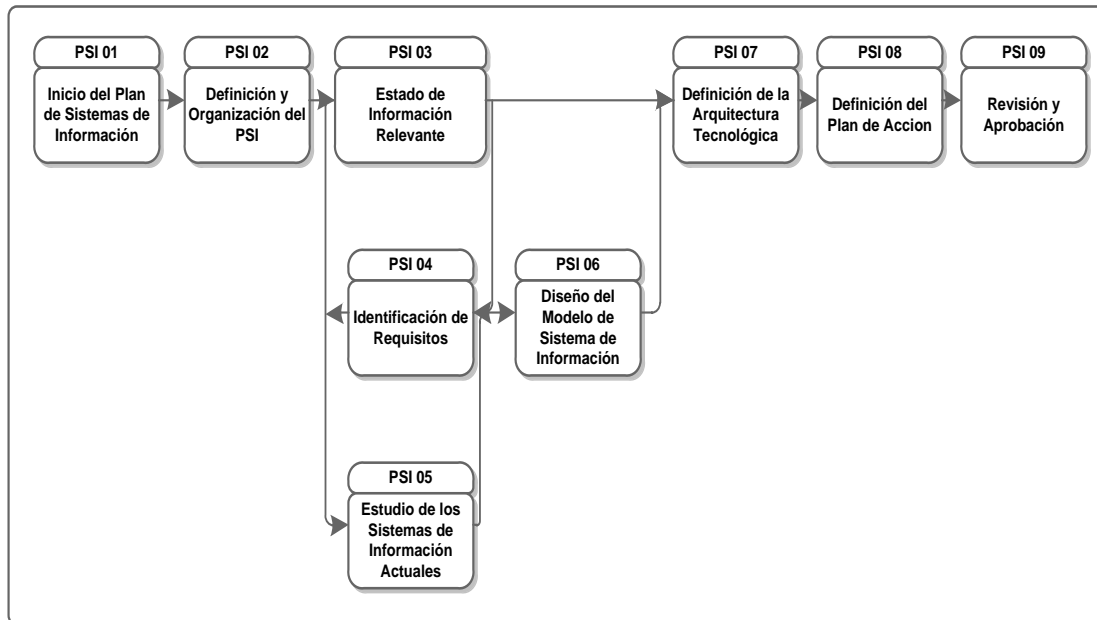 PSI 01
Inicio del Plan
de Sistemas de
Información
PSI 02
Definición y
Organización del
PSI
PSI 03
Estado de
Información
Relevante
PSI 07
Definición de la
Arquitectura
Tecnológica
PSI 08
Definición del
Plan de Accion
PSI 09
Revisión y
Aprobación
PSI 04
Identificación de
Requisitos
PSI 06
Diseño del
Modelo de
Sistema de
Información
PSI 05
Estudio de los
Sistemas de
Información
Actuales